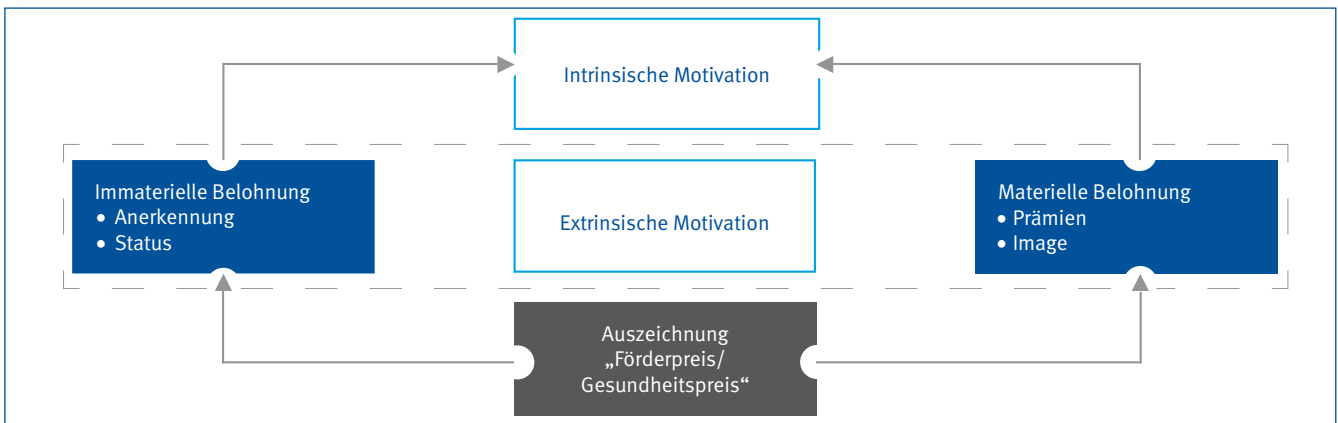 Intrinsische Motivation
Immaterielle Belohnung
• Anerkennung
• Status
Extrinsische Motivation
Materielle Belohnung
• Prämien
• Image
Auszeichnung
„Förderpreis/
Gesundheitspreis“